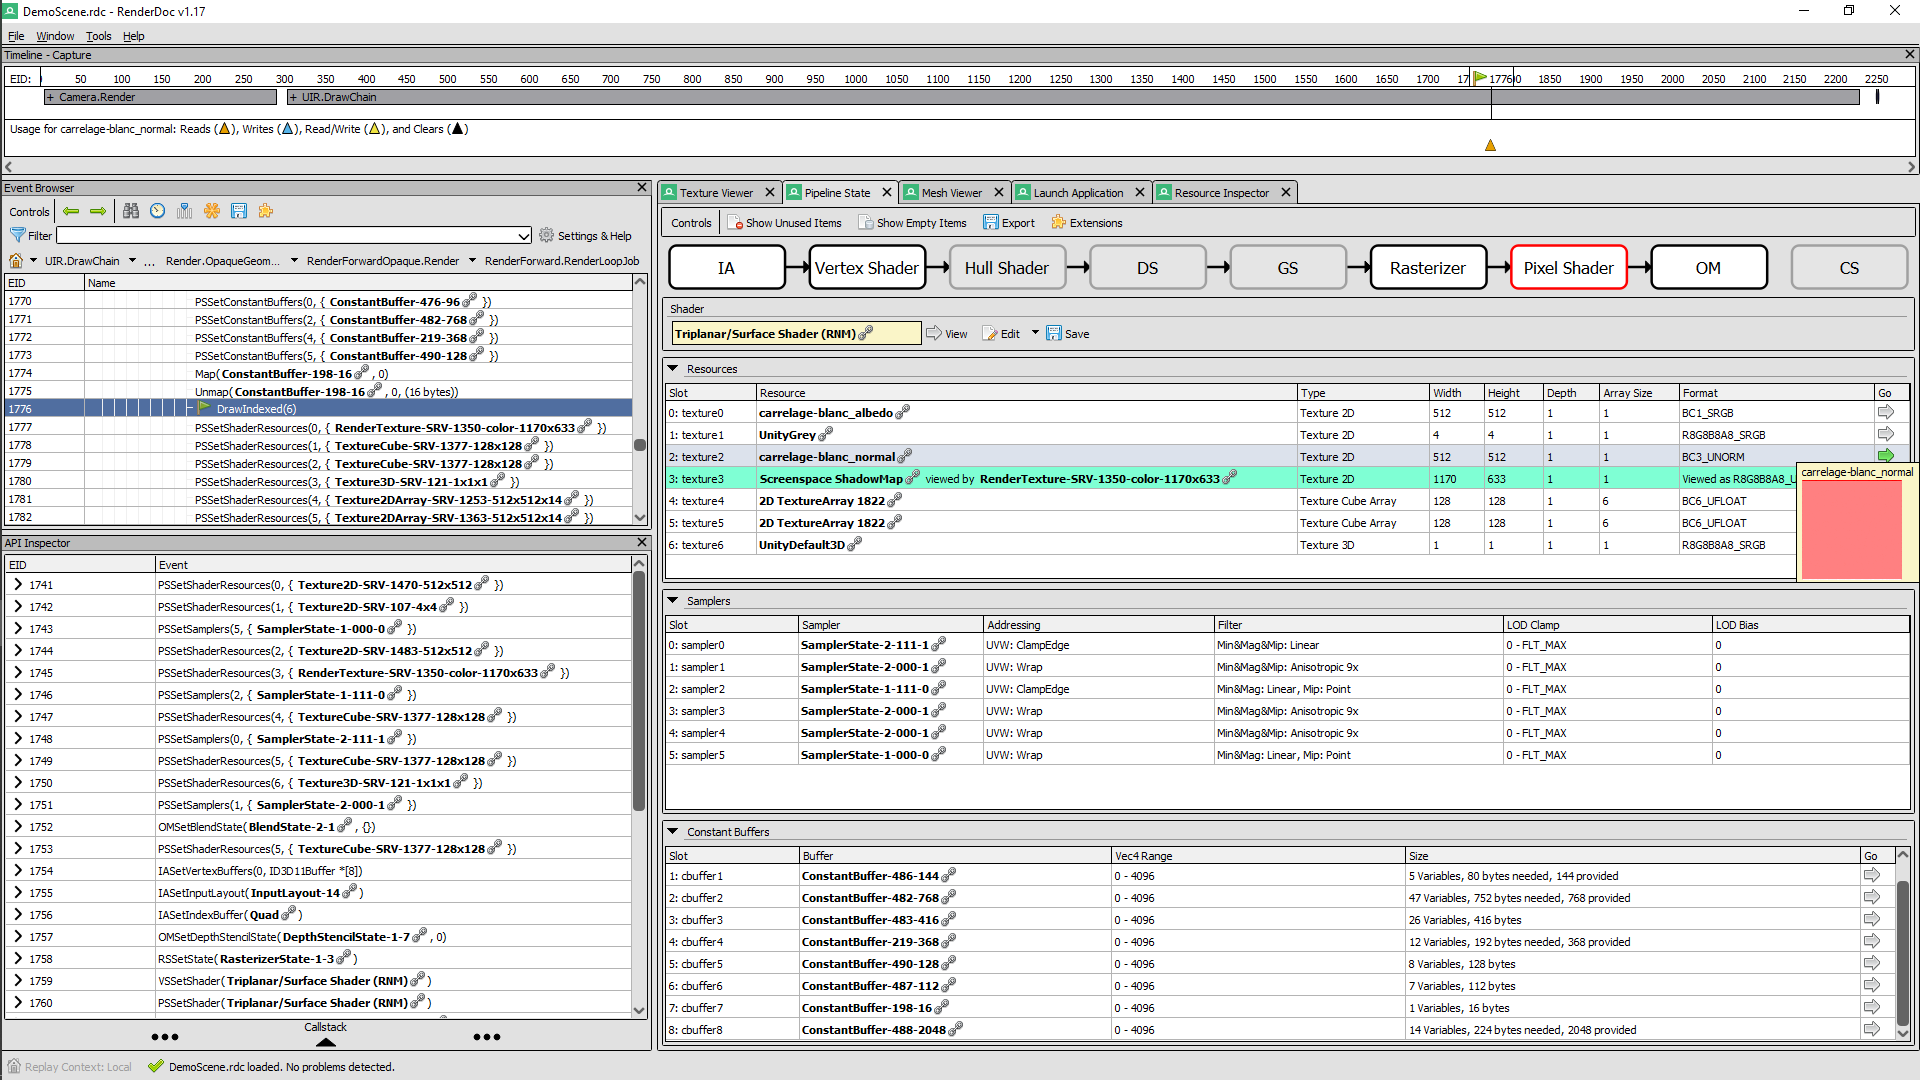 DemoScene.rdc - RenderDoc v1.17
File Window Tools Help
Timeline - Capture
EID: 50 100 150 200 250 300 350 400 450 500 550 600 650 700 750 800 850 900 950 1000 1050 1100 1150 1200 1250 1300 1350 1400 1450 1500 1550 1600 1650 1700 17 1776 1850 1900 1950 2000 2050 2100 2150 2200 2250
+ Camera.Render + UIR.DrawChain
Usage for carrelage-blanc_normal: Reads ( ), Writes ( ), Read/Write ( ), and Clears ( )
Event Browser
Controls
Filter Settings & Help
UIR.DrawChain ... Render.OpaqueGeom... RenderForwardOpaque.Render RenderForward.RenderLoopJob
EID Name
1770 PSSetConstantBuffers(0, { ConstantBuffer-476-96 })
1771 PSSetConstantBuffers(2, { ConstantBuffer-482-768 })
1772 PSSetConstantBuffers(4, { ConstantBuffer-219-368 })
1773 PSSetConstantBuffers(5, { ConstantBuffer-490-128 })
1774 Map(ConstantBuffer-198-16 , 0)
1775 Unmap(ConstantBuffer-198-16 , 0, (16 bytes))
1776 DrawIndexed(6)
1777 PSSetShaderResources(0, { RenderTexture-SRV-1350-color-1170x633 })
1778 PSSetShaderResources(1, { TextureCube-SRV-1377-128x128 })
1779 PSSetShaderResources(2, { TextureCube-SRV-1377-128x128 })
1780 PSSetShaderResources(3, { Texture3D-SRV-121-1x1x1 })
1781 PSSetShaderResources(4, { Texture2DArray-SRV-1253-512x512x14 })
1782 PSSetShaderResources(5, { Texture2DArray-SRV-1363-512x512x14 })
API Inspector
EID Event
1741 PSSetShaderResources(0, { Texture2D-SRV-1470-512x512 })
1742 PSSetShaderResources(1, { Texture2D-SRV-107-4x4 })
1743 PSSetSamplers(5, { SamplerState-1-000-0 })
1744 PSSetShaderResources(2, { Texture2D-SRV-1483-512x512 })
1745 PSSetShaderResources(3, { RenderTexture-SRV-1350-color-1170x633 })
1746 PSSetSamplers(2, { SamplerState-1-111-0 })
1747 PSSetShaderResources(4, { TextureCube-SRV-1377-128x128 })
1748 PSSetSamplers(0, { SamplerState-2-111-1 })
1749 PSSetShaderResources(5, { TextureCube-SRV-1377-128x128 })
1750 PSSetShaderResources(6, { Texture3D-SRV-121-1x1x1 })
1751 PSSetSamplers(1, { SamplerState-2-000-1 })
1752 OMSetBlendState(BlendState-2-1 , {})
1753 PSSetShaderResources(5, { TextureCube-SRV-1377-128x128 })
1754 IASetVertexBuffers(0, ID3D11Buffer *[8])
1755 IASetInputLayout(InputLayout-14 )
1756 IASetIndexBuffer(Quad )
1757 OMSetDepthStencilState(DepthStencilState-1-7 , 0)
1758 RSSetState(RasterizerState-1-3 )
1759 VSSetShader(Triplanar/Surface Shader (RNM) )
1760 PSSetShader(Triplanar/Surface Shader (RNM) )
Callstack
Texture Viewer Pipeline State Mesh Viewer Launch Application Resource Inspector
Controls Show Unused Items Show Empty Items Export Extensions
IA Vertex Shader Hull Shader DS GS Rasterizer Pixel Shader OM CS
Shader
Triplanar/Surface Shader (RNM) View Edit Save
Resources
Slot Resource Type Width Height Depth Array Size Format Go
0: texture0 carrelage-blanc_albedo Texture 2D 512 512 1 1 BC1_SRGB
1: texture1 UnityGrey Texture 2D 4 4 1 1 R8G8B8A8_SRGB
2: texture2 carrelage-blanc_normal Texture 2D 512 512 1 1 BC3_UNORM
3: texture3 Screenspace ShadowMap viewed by RenderTexture-SRV-1350-color-1170x633 Texture 2D 1170 633 1 1 Viewed as R8G8B8A8_U
4: texture4 2D TextureArray 1822 Texture Cube Array 128 128 1 6 BC6_UFLOAT
5: texture5 2D TextureArray 1822 Texture Cube Array 128 128 1 6 BC6_UFLOAT
6: texture6 UnityDefault3D Texture 3D 1 1 1 1 R8G8B8A8_SRGB
carrelage-blanc_normal
Samplers
Slot Sampler Addressing Filter LOD Clamp LOD Bias
0: sampler0 SamplerState-2-111-1 UVW: ClampEdge Min&Mag&Mip: Linear 0 - FLT_MAX 0
1: sampler1 SamplerState-2-000-1 UVW: Wrap Min&Mag&Mip: Anisotropic 9x 0 - FLT_MAX 0
2: sampler2 SamplerState-1-111-0 UVW: ClampEdge Min&Mag: Linear, Mip: Point 0 - FLT_MAX 0
3: sampler3 SamplerState-2-000-1 UVW: Wrap Min&Mag&Mip: Anisotropic 9x 0 - FLT_MAX 0
4: sampler4 SamplerState-2-000-1 UVW: Wrap Min&Mag&Mip: Anisotropic 9x 0 - FLT_MAX 0
5: sampler5 SamplerState-1-000-0 UVW: Wrap Min&Mag: Linear, Mip: Point 0 - FLT_MAX 0
Constant Buffers
Slot Buffer Vec4 Range Size Go
1: cbuffer1 ConstantBuffer-486-144 0 - 4096 5 Variables, 80 bytes needed, 144 provided
2: cbuffer2 ConstantBuffer-482-768 0 - 4096 47 Variables, 752 bytes needed, 768 provided
3: cbuffer3 ConstantBuffer-483-416 0 - 4096 26 Variables, 416 bytes
4: cbuffer4 ConstantBuffer-219-368 0 - 4096 12 Variables, 192 bytes needed, 368 provided
5: cbuffer5 ConstantBuffer-490-128 0 - 4096 8 Variables, 128 bytes
6: cbuffer6 ConstantBuffer-487-112 0 - 4096 7 Variables, 112 bytes
7: cbuffer7 ConstantBuffer-198-16 0 - 4096 1 Variables, 16 bytes
8: cbuffer8 ConstantBuffer-488-2048 0 - 4096 14 Variables, 224 bytes needed, 2048 provided
Replay Context: Local DemoScene.rdc loaded. No problems detected.